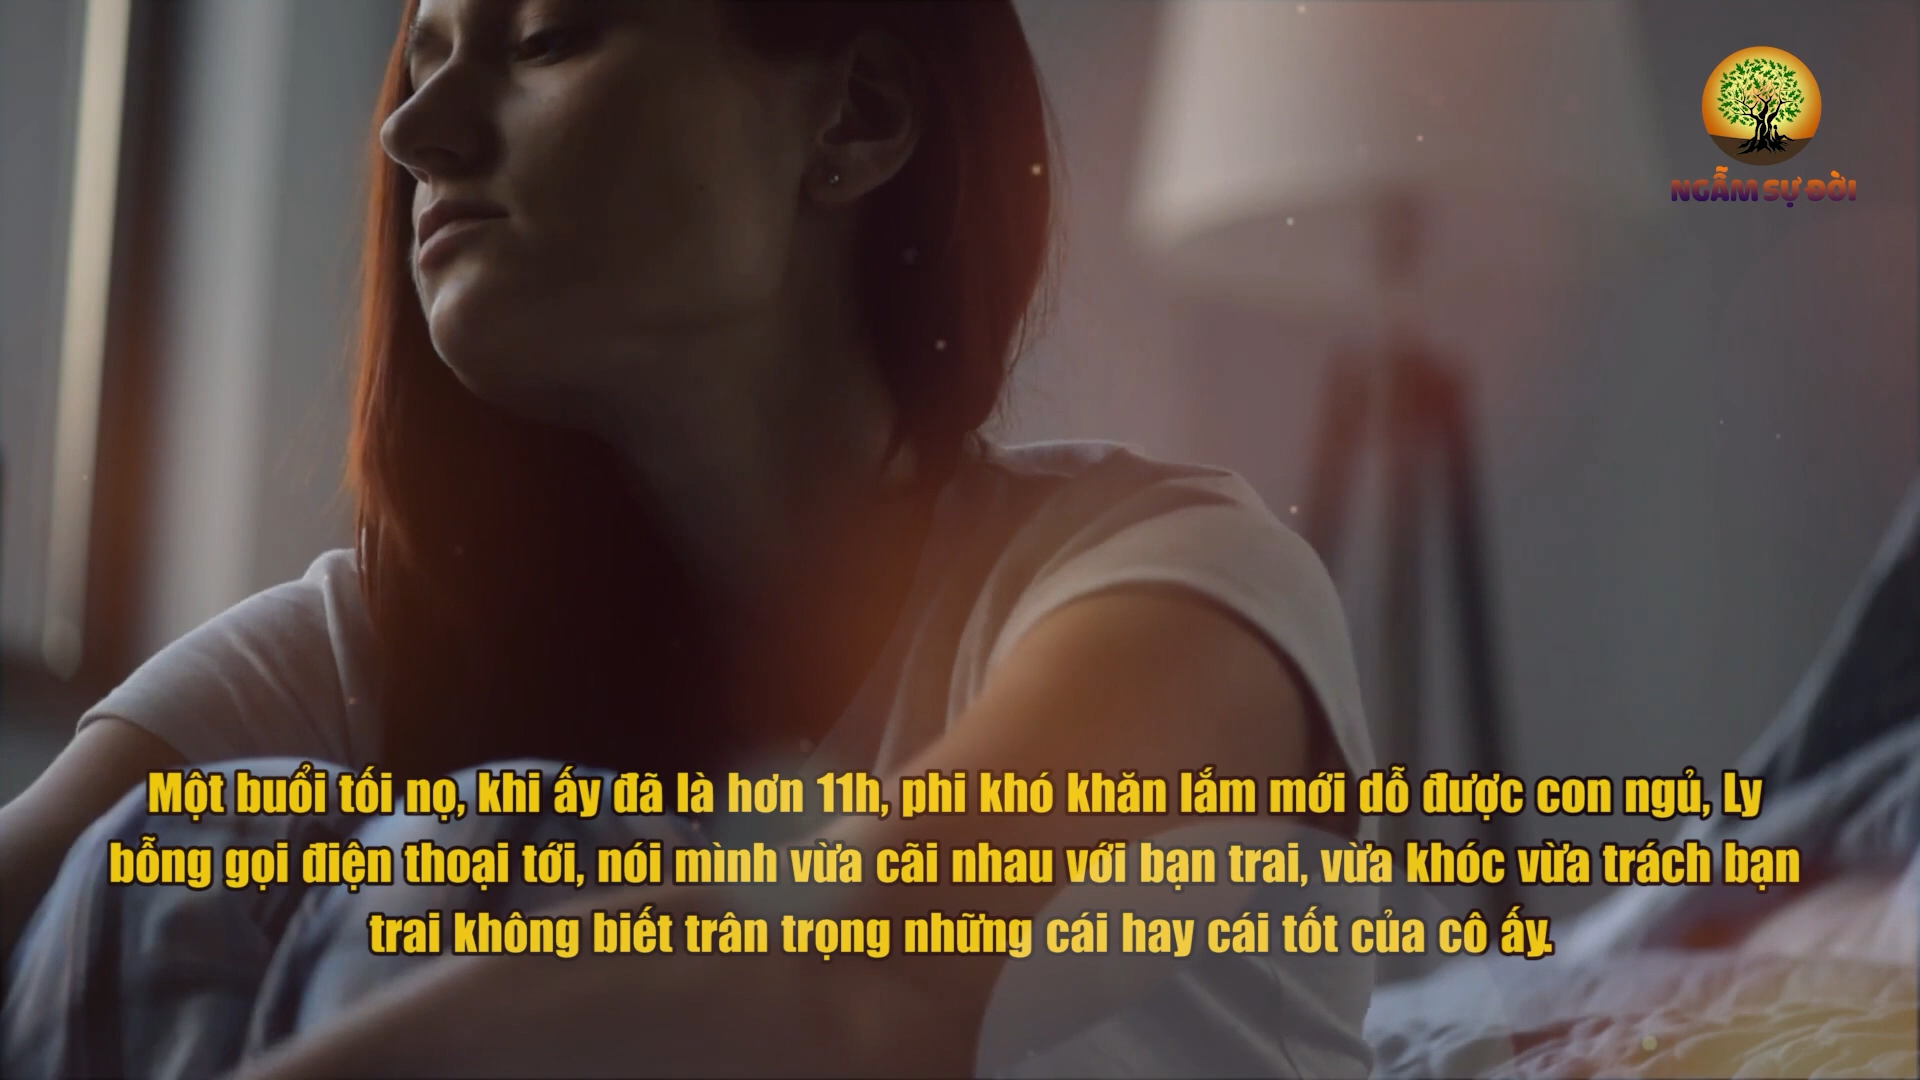 NGẪM SỰ ĐỜI
Một buổi tối nọ, khi ấy đã là hơn 11h, phi khó khăn lắm mới dỗ được con ngủ, Ly
bỗng gọi điện thoại tới, nói mình vừa cãi nhau với bạn trai, vừa khóc vừa trách bạn
trai không biết trân trọng những cái hay cái tốt của cô ấy.